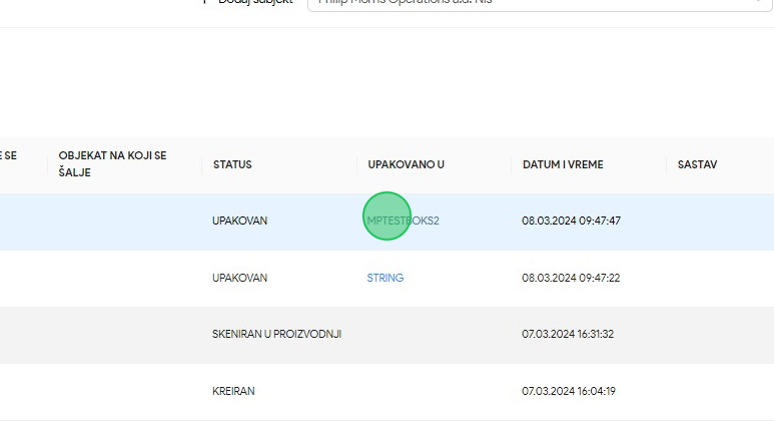 Dodaj subjekt
Philip Morris Operations a.d. Niš
E SE
OBJEKAT NA KOJI SE
ŠALJE
STATUS
UPAKOVANO U
DATUM I VREME
SASTAV
UPAKOVAN
MPTESTBOKS2
08.03.2024 09:47:47
UPAKOVAN
STRING
08.03.2024 09:47:22
SKENIRAN U PROIZVODNJI
07.03.2024 16:31:32
KREIRAN
07.03.2024 16:04:19